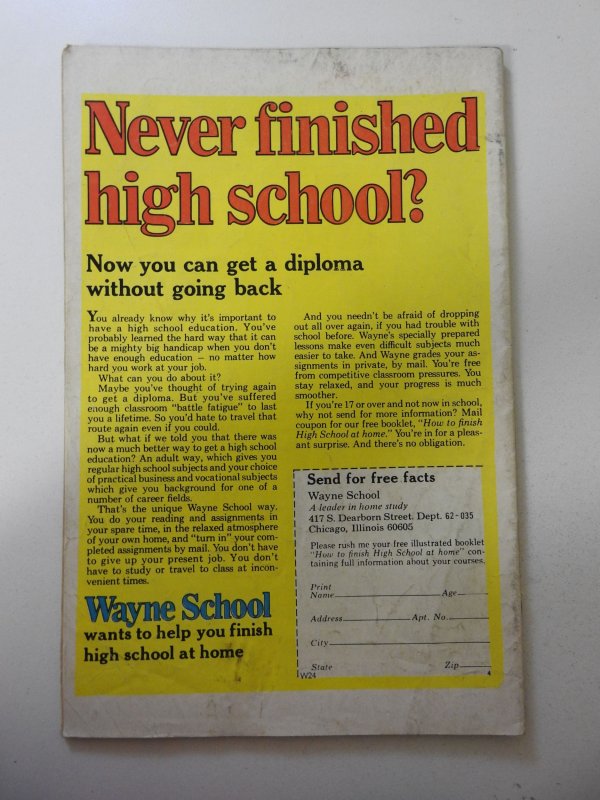 Never finished
high school?
Now you can get a diploma
without going back
You already know why it's important to
have a high school education. You've
probably learned the hard way that it can
be a mighty big handicap when you don't
have enough education — no matter how
hard you work at your job.
What can you do about it?
Maybe you've thought of trying again
to get a diploma. But you've suffered
enough classroom "battle fatigue" to last
you a lifetime. So you'd hate to travel that
route again even if you could.
But what if we told you that there was
now a much better way to get a high school
education? An adult way, which gives you
regular high school subjects and your choice
of practical business and vocational subjects
which give you background for one of a
number of career fields.
That's the unique Wayne School way.
You do your reading and assignments in
your spare time, in the relaxed atmosphere
of your own home, and "turn in" your com-
pleted assignments by mail. You don't have
to give up your present job. You don't
have to study or travel to class at incon-
venient times.
Wayne School
wants to help you finish
high school at home
And you needn't be afraid of dropping
out all over again, if you had trouble with
school before. Wayne's specially prepared
lessons make even difficult subjects much
easier to take. And Wayne grades your as-
signments in private, by mail. You're free
from competitive classroom pressures. You
stay relaxed, and your progress is much
smoother.
If you're 17 or over and not now in school,
why not send for more information? Mail
coupon for our free booklet, "How to finish
High School at home." You're in for a pleas-
ant surprise. And there's no obligation.
Send for free facts
Wayne School
A leader in home study
417 S. Dearborn Street, Dept. 62-035
Chicago, Illinois 60605
Please rush me your free illustrated booklet
"How to finish High School at home" con-
taining full information about your courses.
Print
Name Age
Address Apt. No.
City
State Zip
W24 4